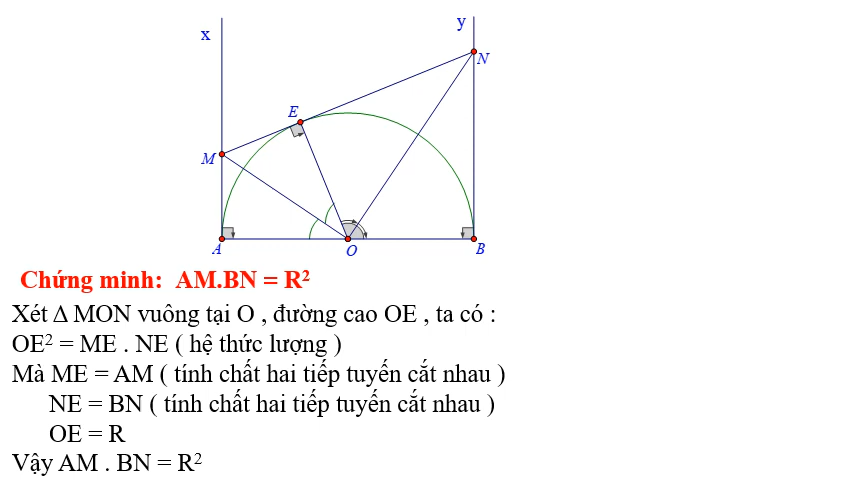 x
y
N
E
M
A
O
B
Chứng minh: AM.BN = R²
Xét Δ MON vuông tại O , đường cao OE , ta có :
OE² = ME . NE ( hệ thức lượng )
Mà ME = AM ( tính chất hai tiếp tuyến cắt nhau )
NE = BN ( tính chất hai tiếp tuyến cắt nhau )
OE = R
Vậy AM . BN = R²